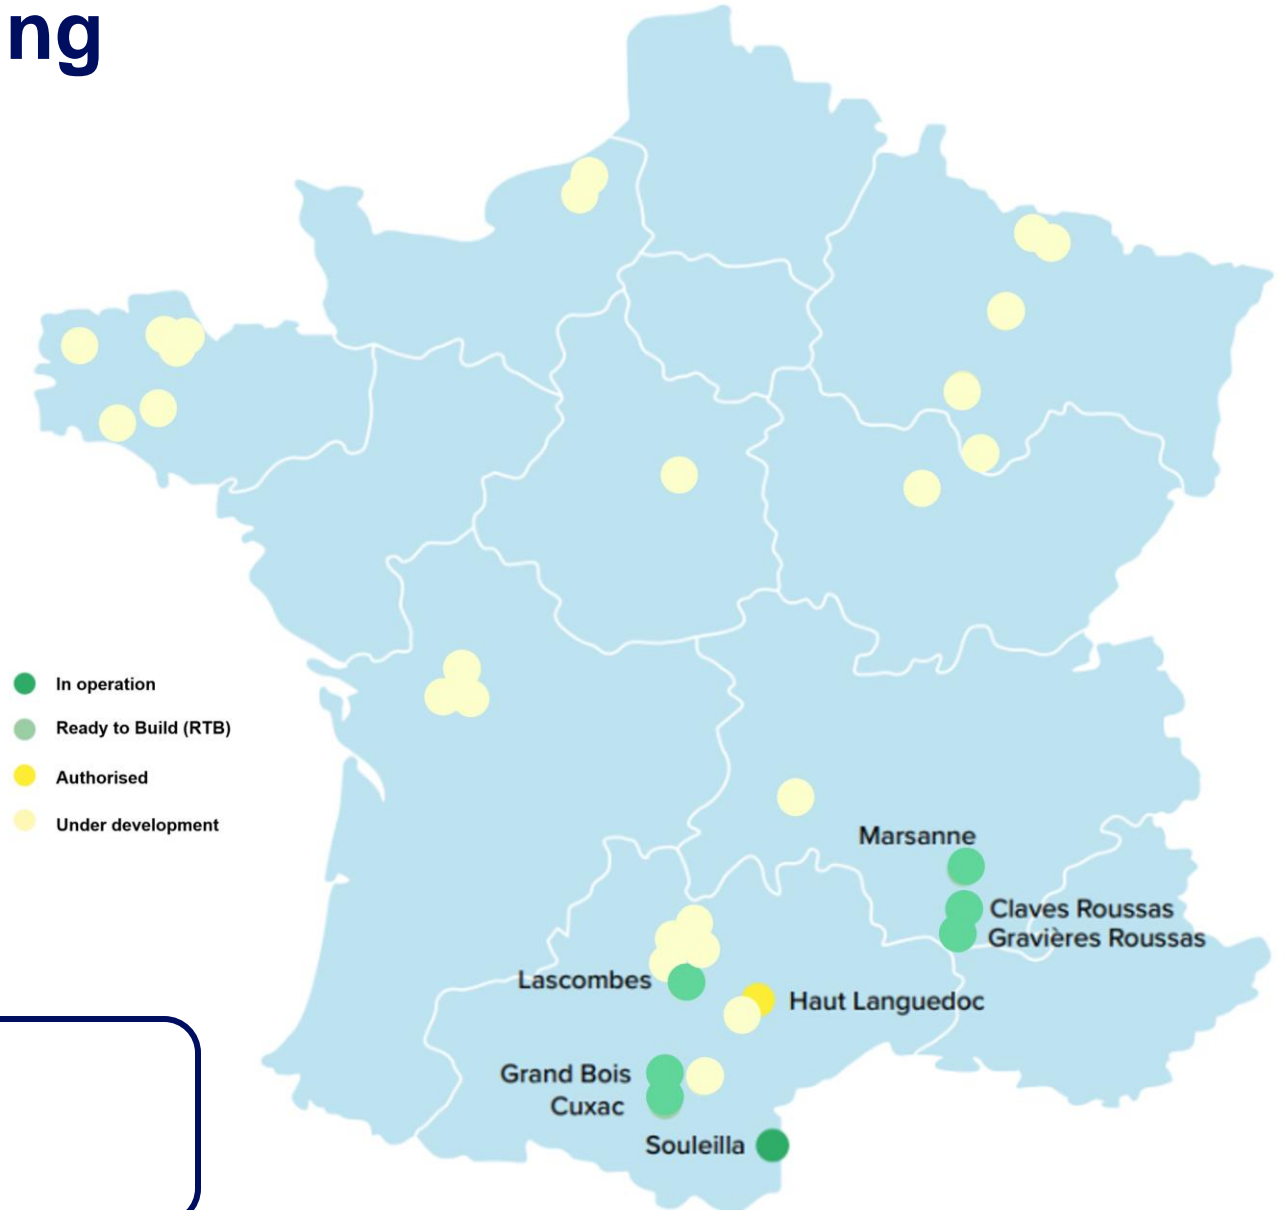 ng
In operation
Ready to Build (RTB)
Authorised
Under development
Marsanne
Claves Roussas
Gravières Roussas
Lascombes
Haut Languedoc
Grand Bois
Cuxac
Souleilla